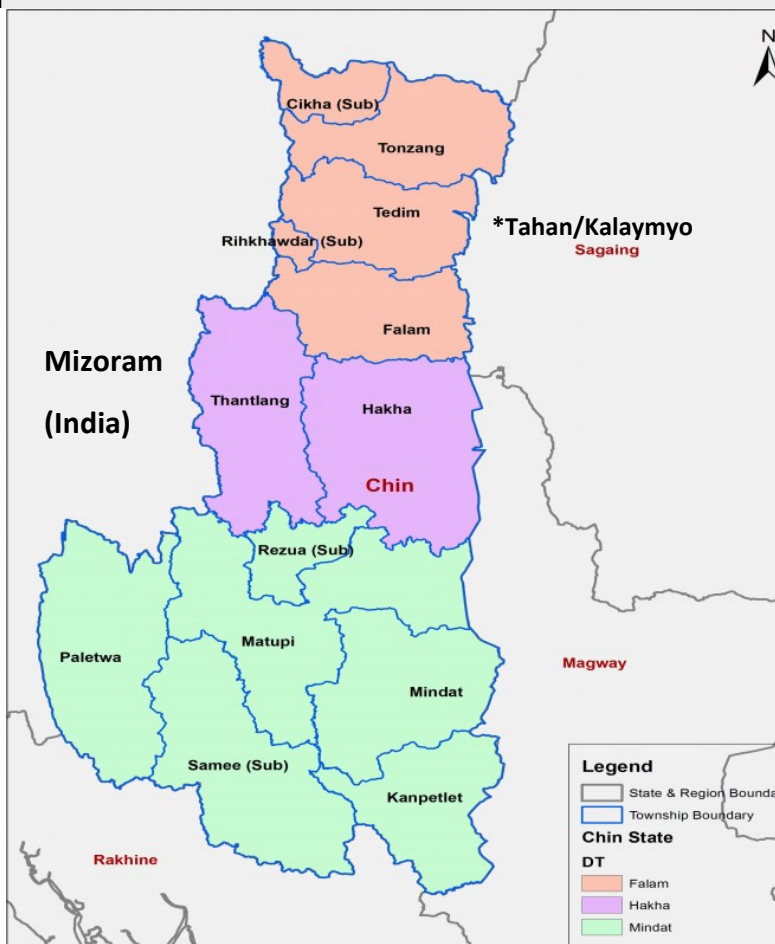 N
Cikha (Sub)
Tonzang
Tedim
*Tahan/Kalaymyo
Rihkhawdar (Sub)
Sagaing
Falam
Mizoram
(India)
Thantlang
Hakha
Chin
Rezua (Sub)
Matupi
Paletwa
Magway
Mindat
Samee (Sub)
Kanpetlet
Rakhine
Legend
State & Region Bounda
Township Boundary
Chin State
DT
Falam
Hakha
Mindat